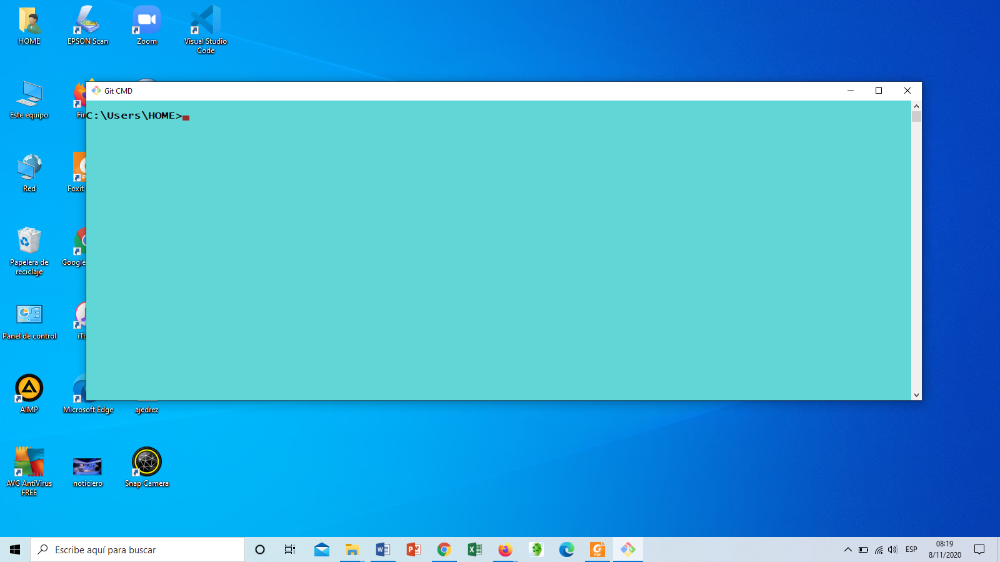 HOME
EPSON Scan
Zoom
Visual Studio
Code
Git CMD
C:\Users\HOME>
Este equipo
Fir
Red
Foxit
Papelera de
reciclaje
Google
Panel de control
iTu
AIMP
Microsoft Edge
ajedrez
AVG AntiVirus
FREE
noticiero
Snap Camera
Escribe aquí para buscar
ESP
08:19
8/11/2020